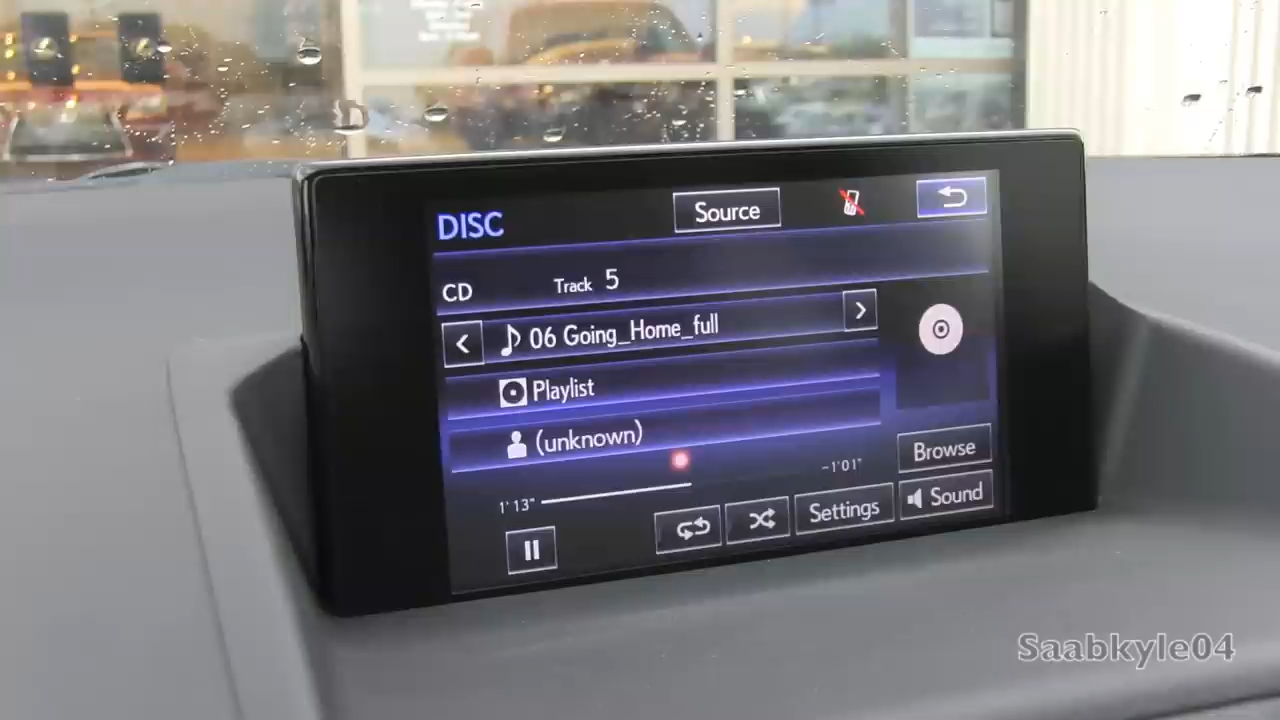 DISC
Source
CD
Track 5
06 Going_Home_full
Playlist
(unknown)
Browse
-1'01"
1'13"
Settings
Sound
Saabkyle04